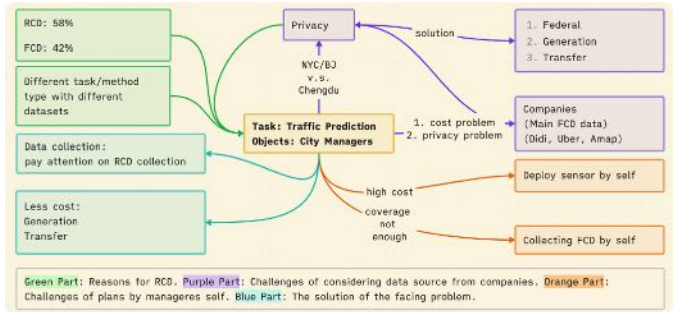 RCD: 58%
FCD: 42%
Different task/method
type with different
datasets
Data collection:
pay attention on RCD collection
Less cost:
Generation
Transfer
Privacy
NYC/BJ
v.s.
Chengdu
Task: Traffic Prediction
Objects: City Managers
solution
1. Federal
2. Generation
3. Transfer
1. cost problem
2. privacy problem
Companies
(Main FCD data)
(Didi, Uber, Amap)
high cost
Deploy sensor by self
coverage
not
enough
Collecting FCD by self
Green Part: Reasons for RCD. Purple Part: Challenges of considering data source from companies. Orange Part:
Challenges of plans by manageres self. Blue Part: The solution of the facing problem.